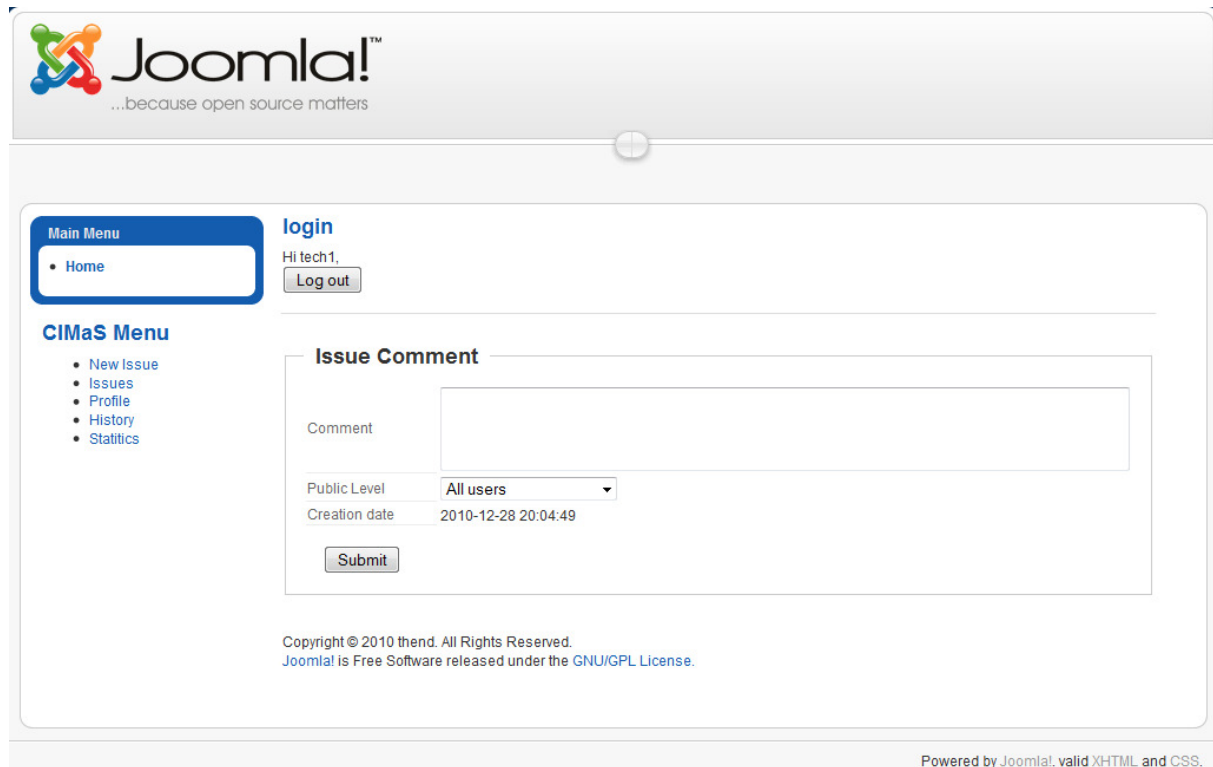 Joomla!™
...because open source matters
Main Menu
Home
CIMaS Menu
New Issue
Issues
Profile
History
Statitics
login
Hi tech1,
Log out
Issue Comment
Comment
Public Level All users
Creation date 2010-12-28 20:04:49
Submit
Copyright © 2010 thend. All Rights Reserved.
Joomla! is Free Software released under the GNU/GPL License.
Powered by Joomla!. valid XHTML and CSS.